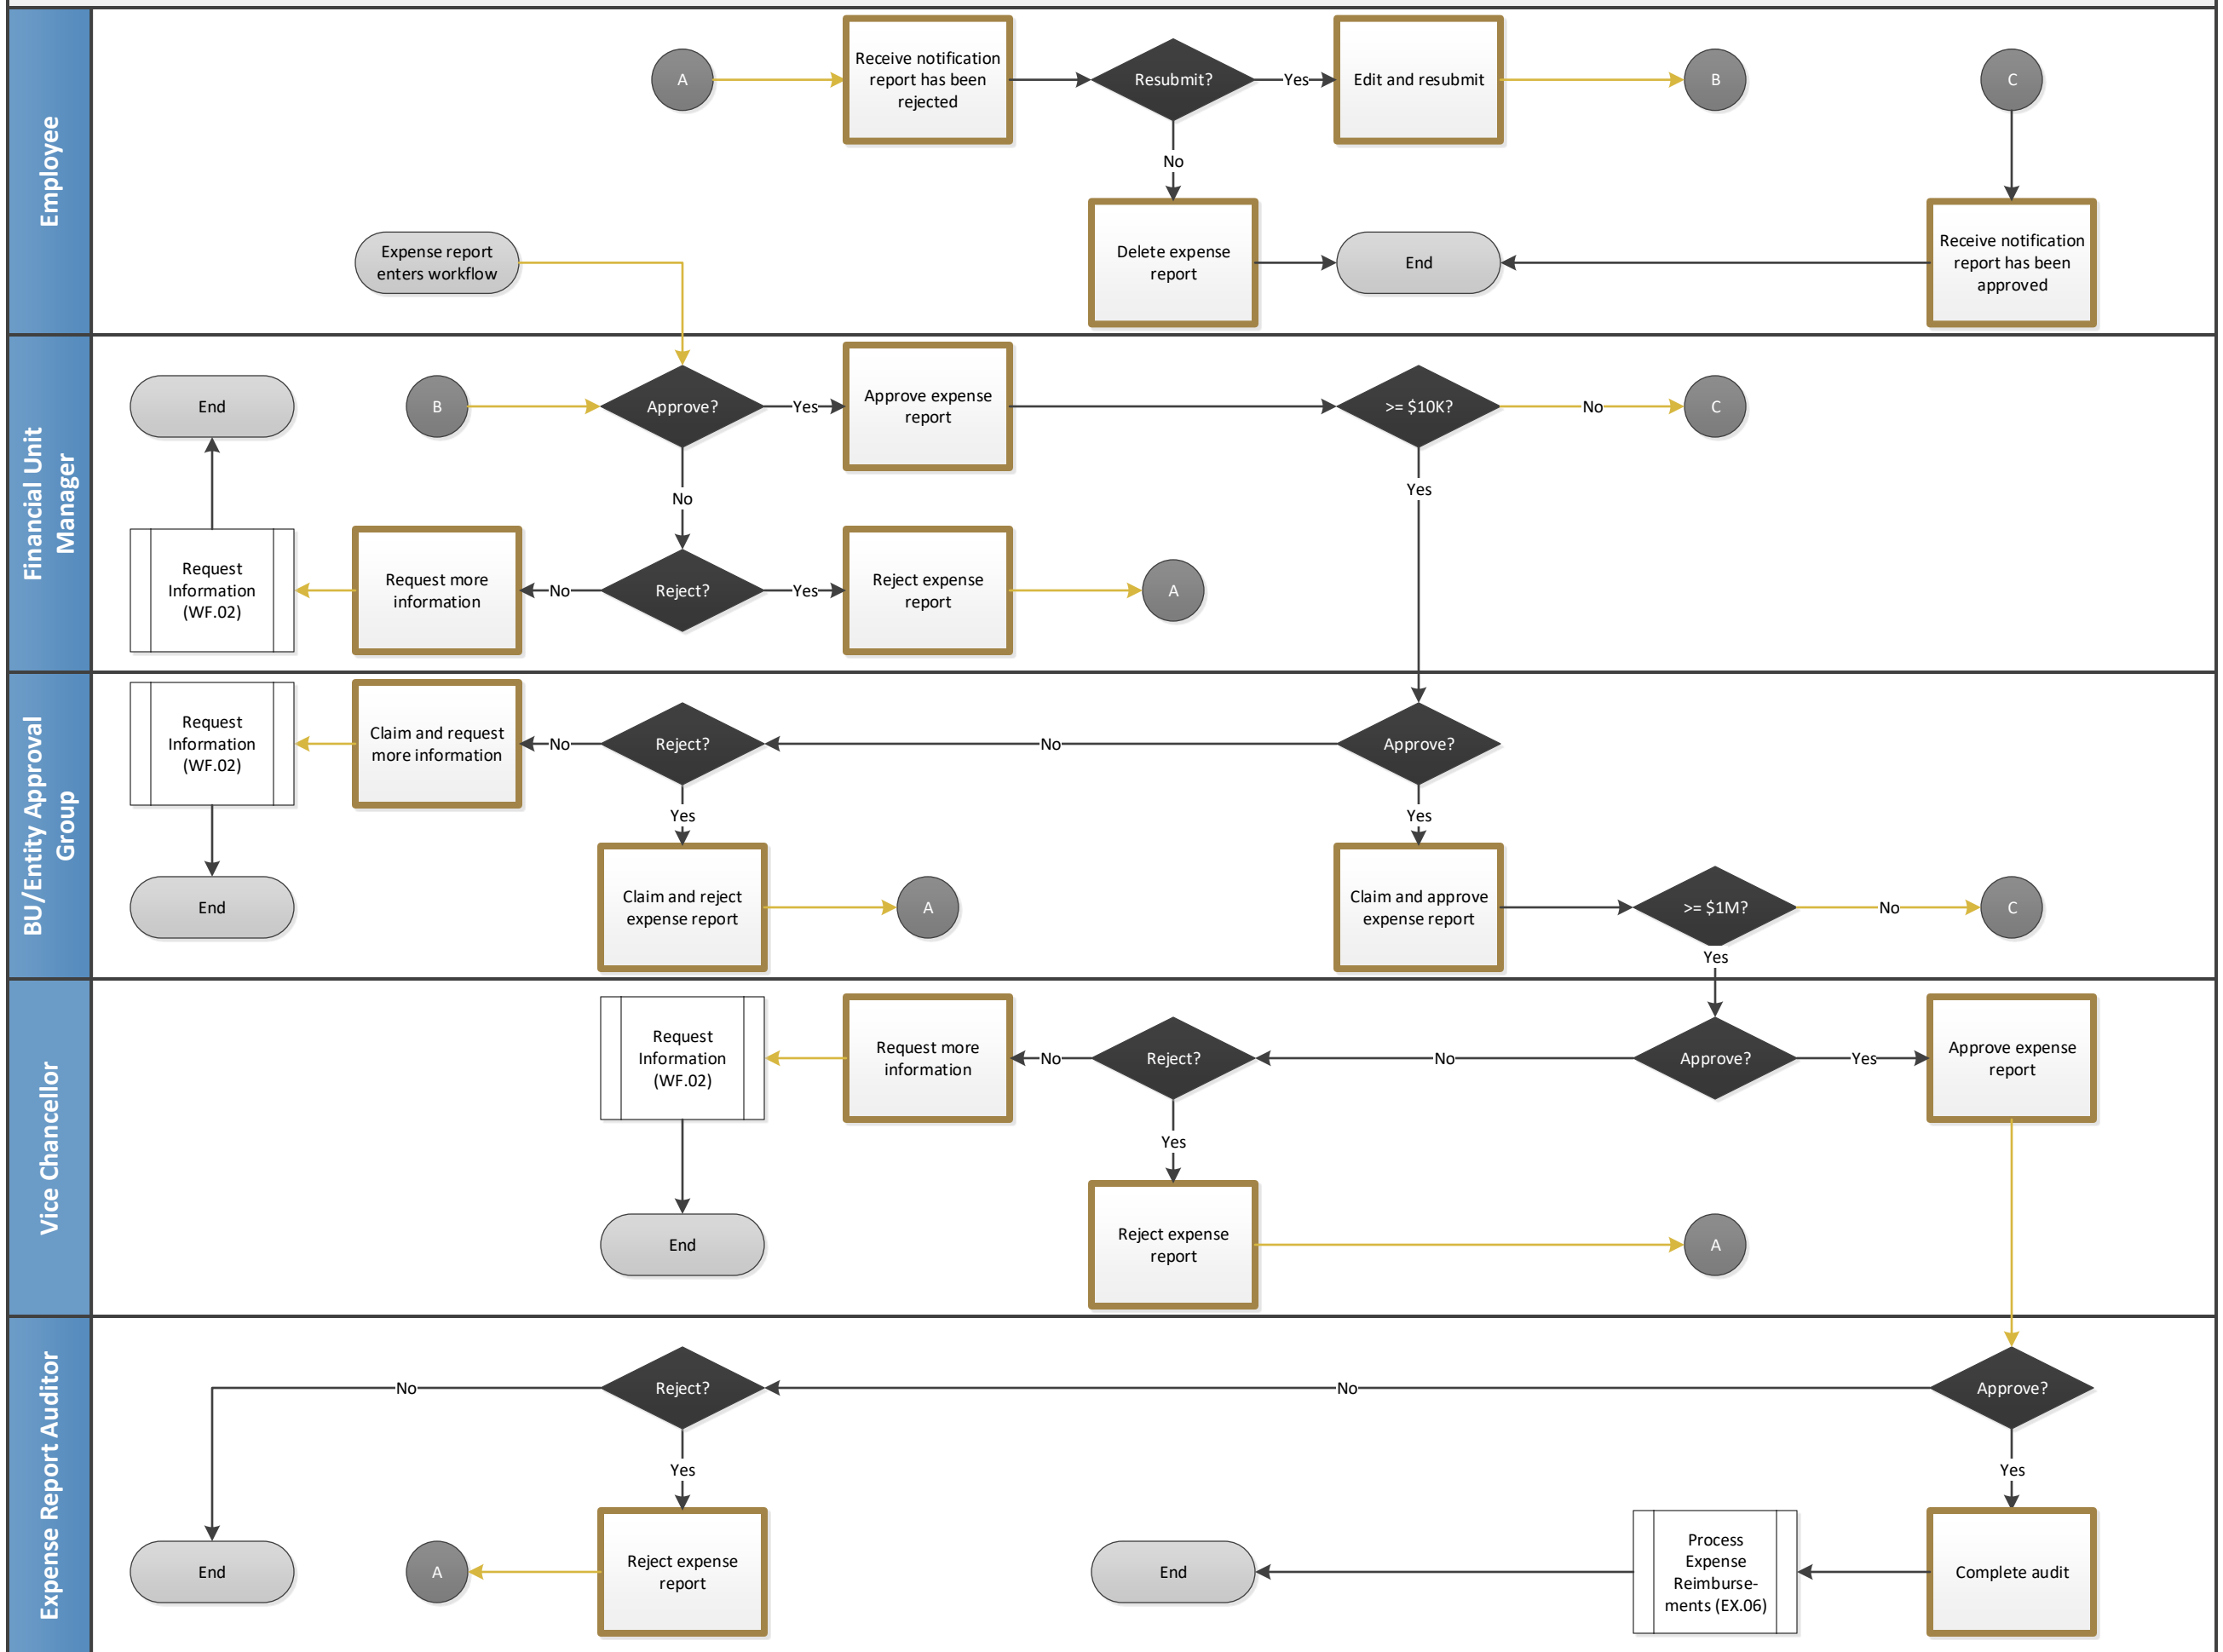 Employee
A
Receive notification
report has been
rejected
Resubmit?
Yes
Edit and resubmit
B
C
No
Expense report
enters workflow
Delete expense
report
End
Receive notification
report has been
approved
Financial Unit
Manager
End
B
Approve?
Yes
Approve expense
report
>= $10K?
No
C
No
Yes
Request
Information
(WF.02)
Request more
information
No
Reject?
Yes
Reject expense
report
A
BU/Entity Approval
Group
Request
Information
(WF.02)
Claim and request
more information
No
Reject?
No
Approve?
Yes
Yes
End
Claim and reject
expense report
A
Claim and approve
expense report
>= $1M?
No
C
Yes
Vice Chancellor
Request
Information
(WF.02)
Request more
information
No
Reject?
No
Approve?
Yes
Approve expense
report
Yes
End
Reject expense
report
A
Expense Report Auditor
No
Reject?
No
Approve?
Yes
Yes
End
A
Reject expense
report
End
Process
Expense
Reimburse-
ments (EX.06)
Complete audit